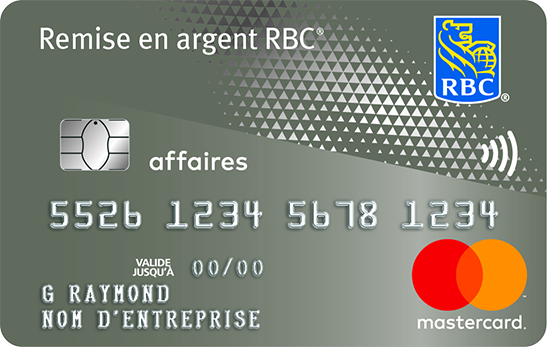 Remise en argent RBC®
RBC®
affaires
5526 1234 5678 1234
VALIDE
JUSQU'À 00/00
G RAYMOND
NOM D'ENTREPRISE
mastercard.